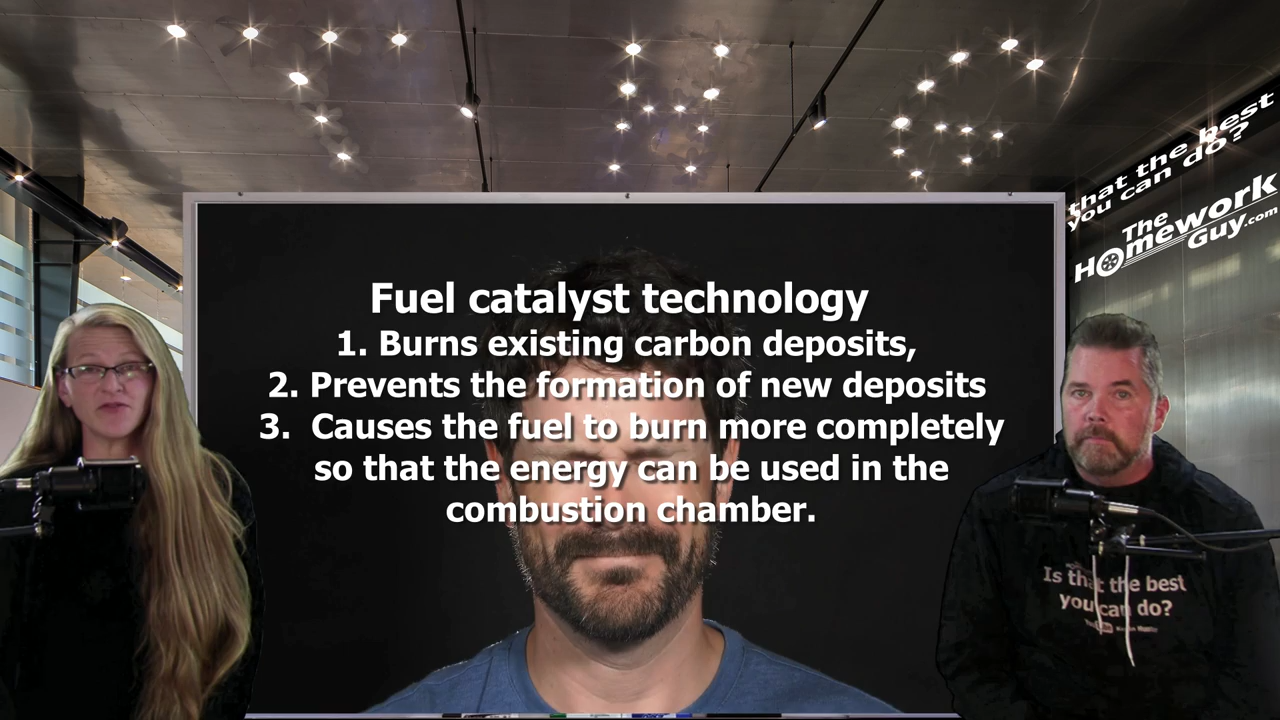 that the best
you can do?
The
Homework
Guy.com
Fuel catalyst technology
1. Burns existing carbon deposits,
2. Prevents the formation of new deposits
3. Causes the fuel to burn more completely
so that the energy can be used in the
combustion chamber.
Is that the best
you can do?